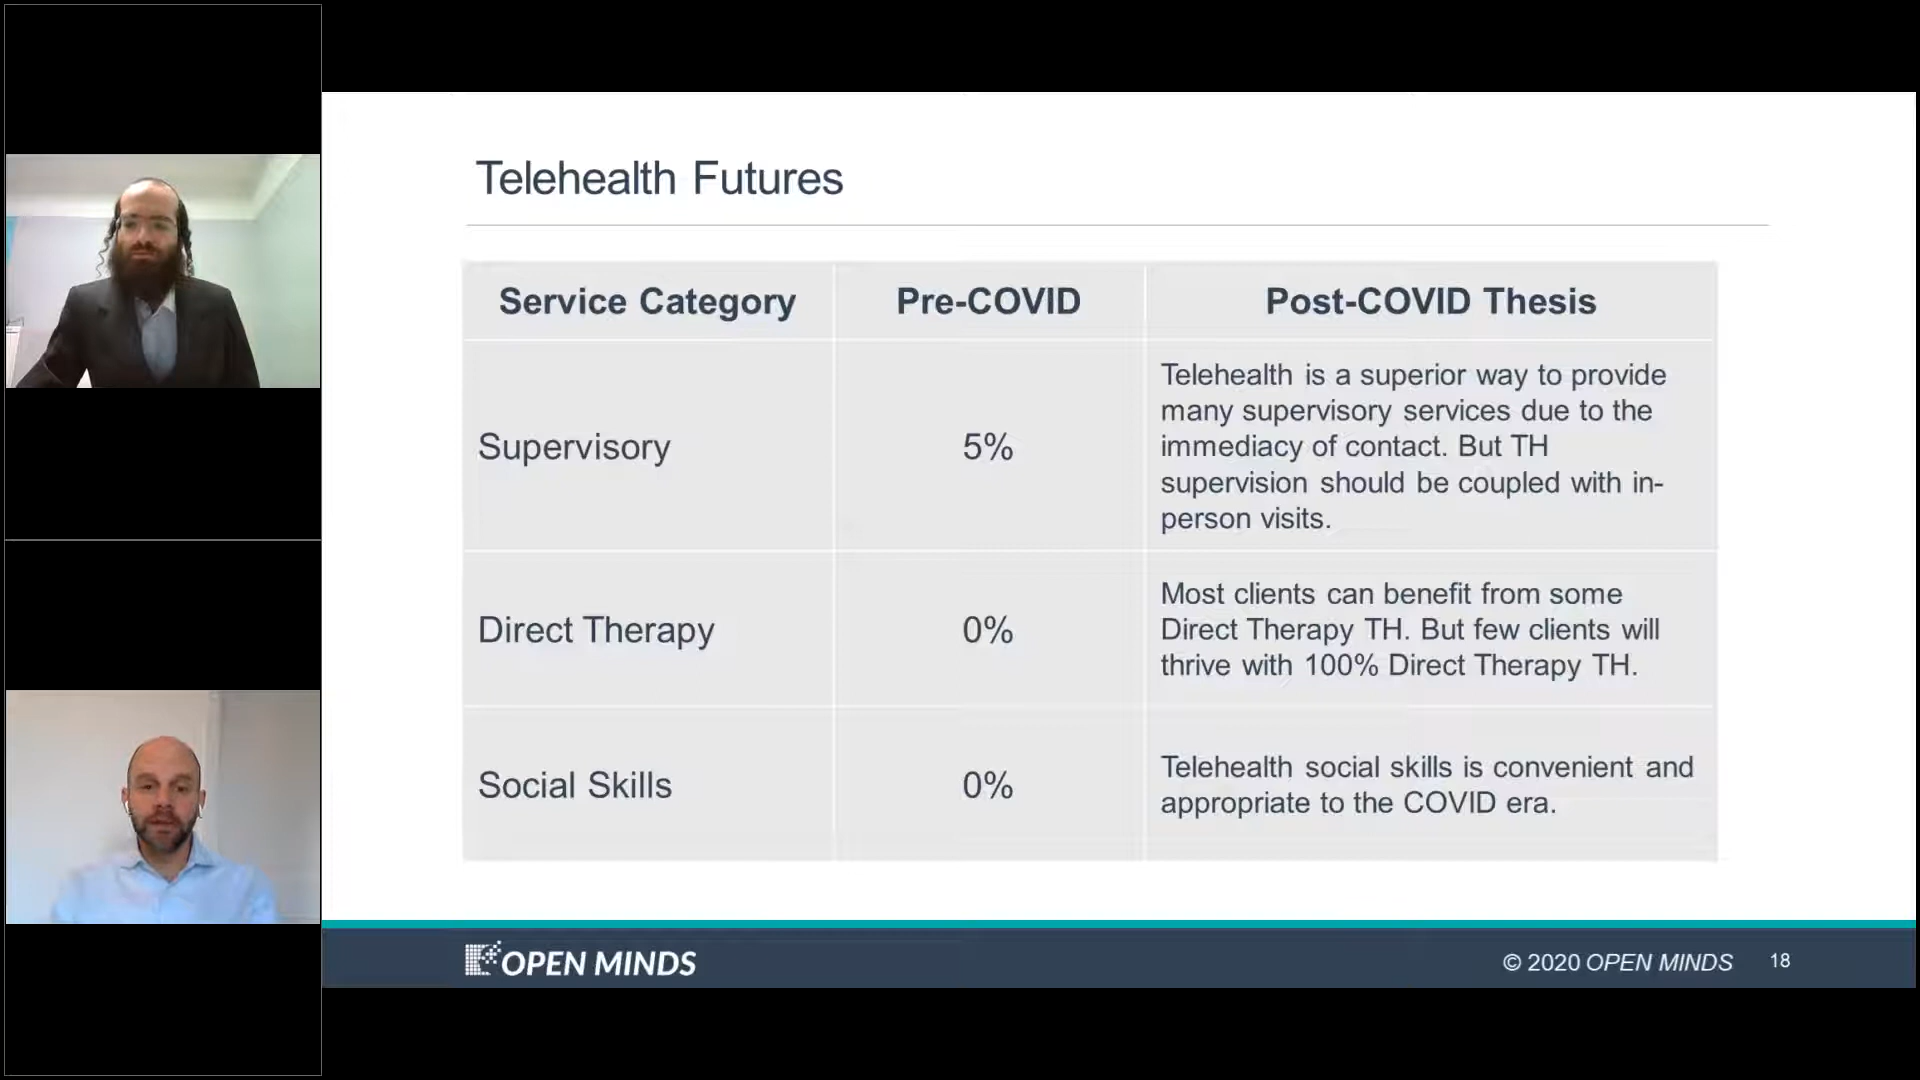 Telehealth Futures
Service Category
Pre-COVID
Post-COVID Thesis
Supervisory
5%
Telehealth is a superior way to provide
many supervisory services due to the
immediacy of contact. But TH
supervision should be coupled with in-
person visits.
Direct Therapy
0%
Most clients can benefit from some
Direct Therapy TH. But few clients will
thrive with 100% Direct Therapy TH.
Social Skills
0%
Telehealth social skills is convenient and
appropriate to the COVID era.
OPEN MINDS
© 2020 OPEN MINDS
18